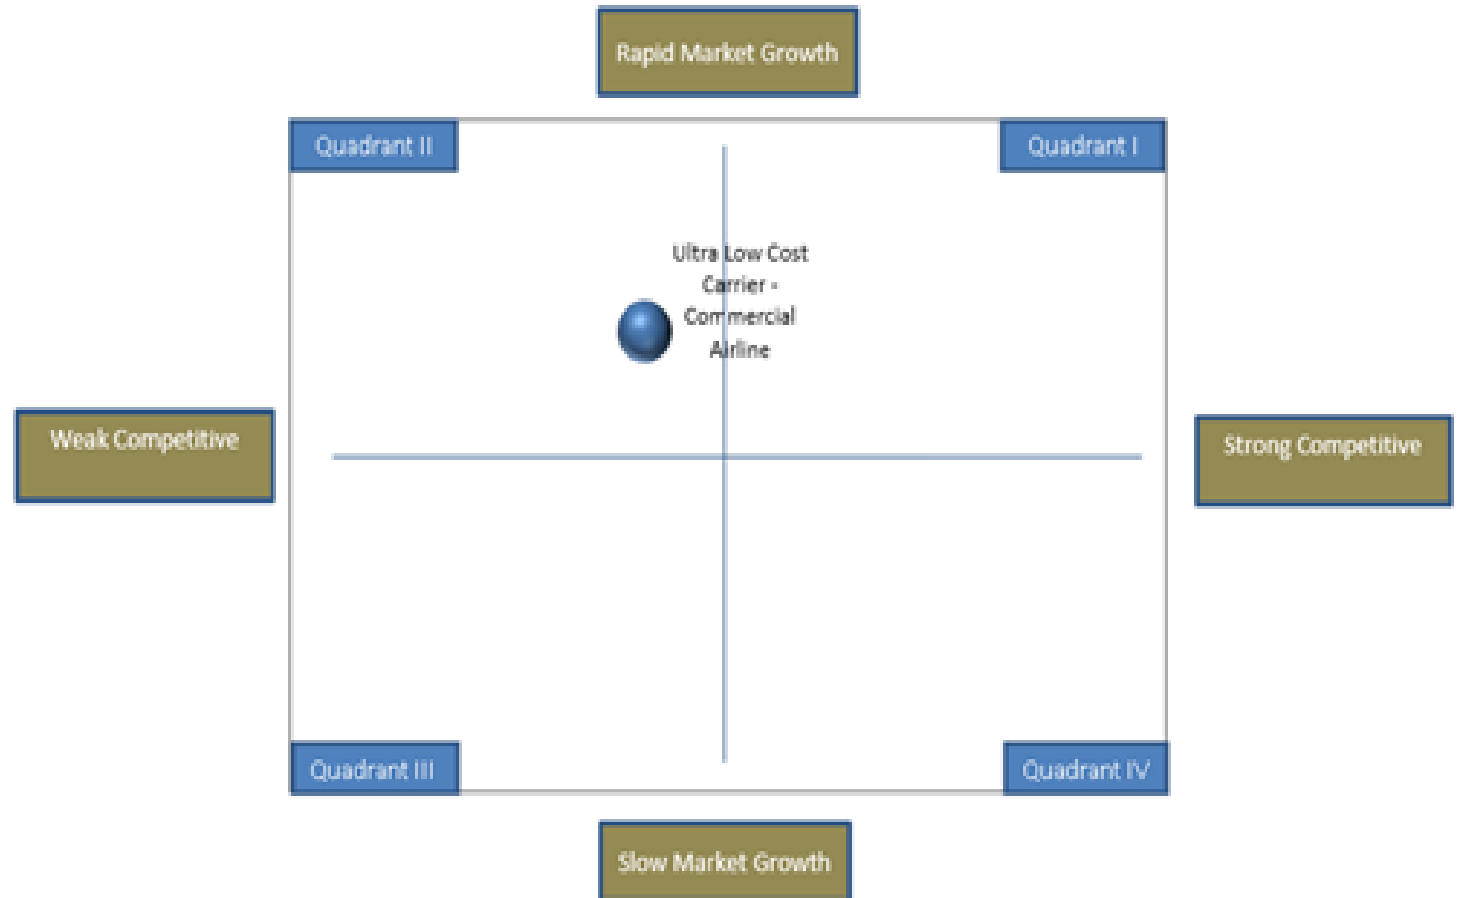 Rapid Market Growth
Quadrant II
Quadrant I
Ultra Low Cost
Carrier -
Commercial
Airline
Weak Competitive
Strong Competitive
Quadrant III
Quadrant IV
Slow Market Growth